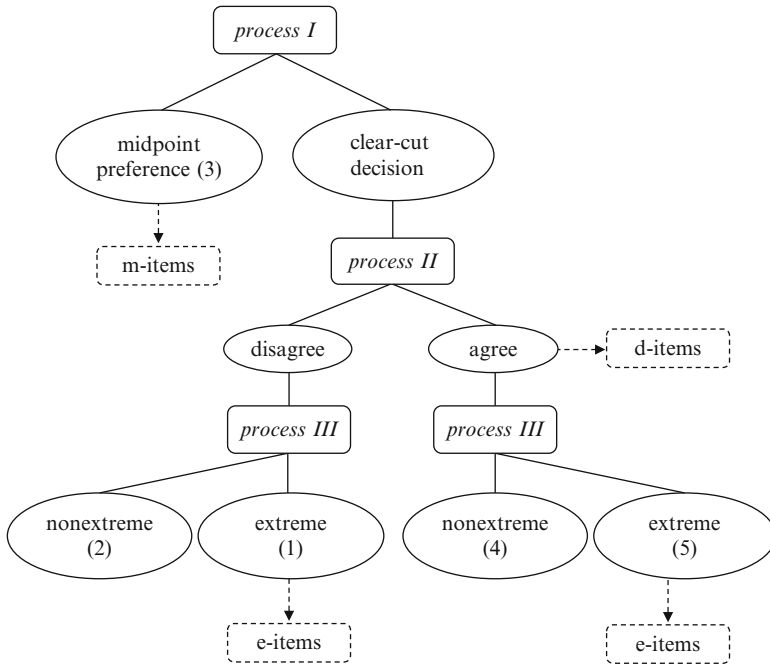 process I
midpoint
preference (3)
clear-cut
decision
m-items
process II
disagree
agree
d-items
process III
process III
nonextreme
(2)
extreme
(1)
nonextreme
(4)
extreme
(5)
e-items
e-items